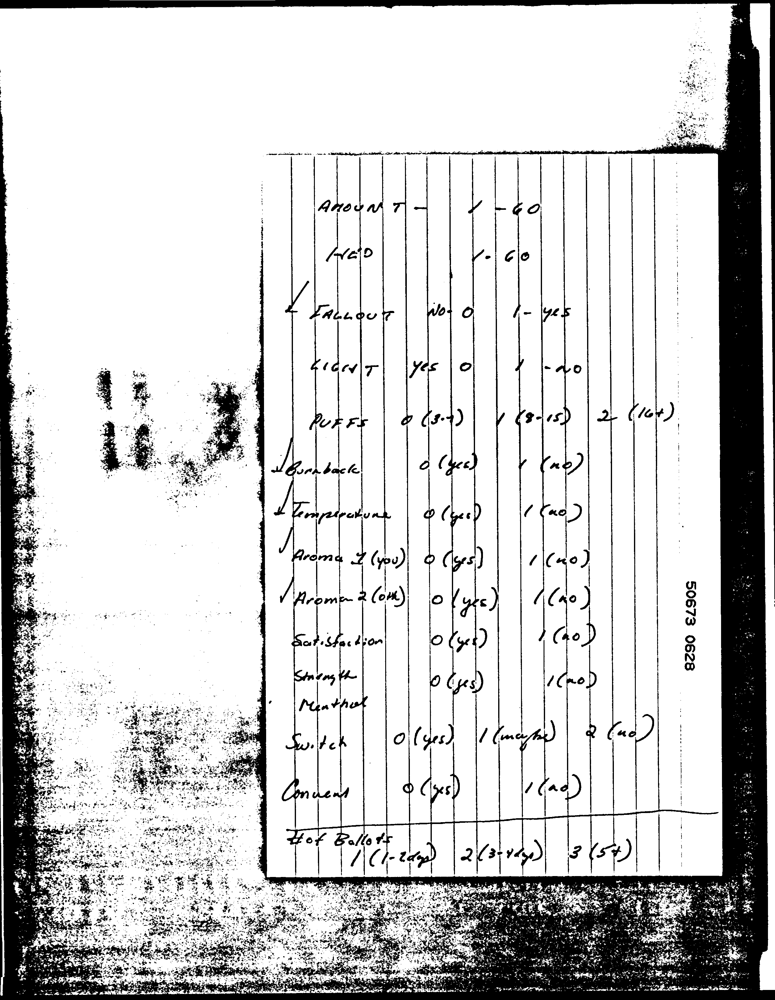 AMOUNT - 1 - 60
HED 1 - 60
✓ FALLOUT NO- 0 1- yes
LIGHT yes 0 1 -no
PUFFS 0 (3-7) 1 (8-15) 2 (16+)
✓ Burnback 0 (yes) 1 (no)
✓ Temperature 0 (yes) 1 (no)
✓ Aroma 1 (you) 0 (yes) 1 (no)
✓ Aroma 2 (oth) 0 (yes) 1 (no)
Satisfaction 0 (yes) 1 (no)
Strength 0 (yes) 1 (no)
Menthol
Switch 0 (yes) 1 (maybe) 2 (no)
0 (yes) 1 (no)
# of Ballots
1 (1-2 dys) 2 (3-4 dys) 3 (5+)
50673 0628